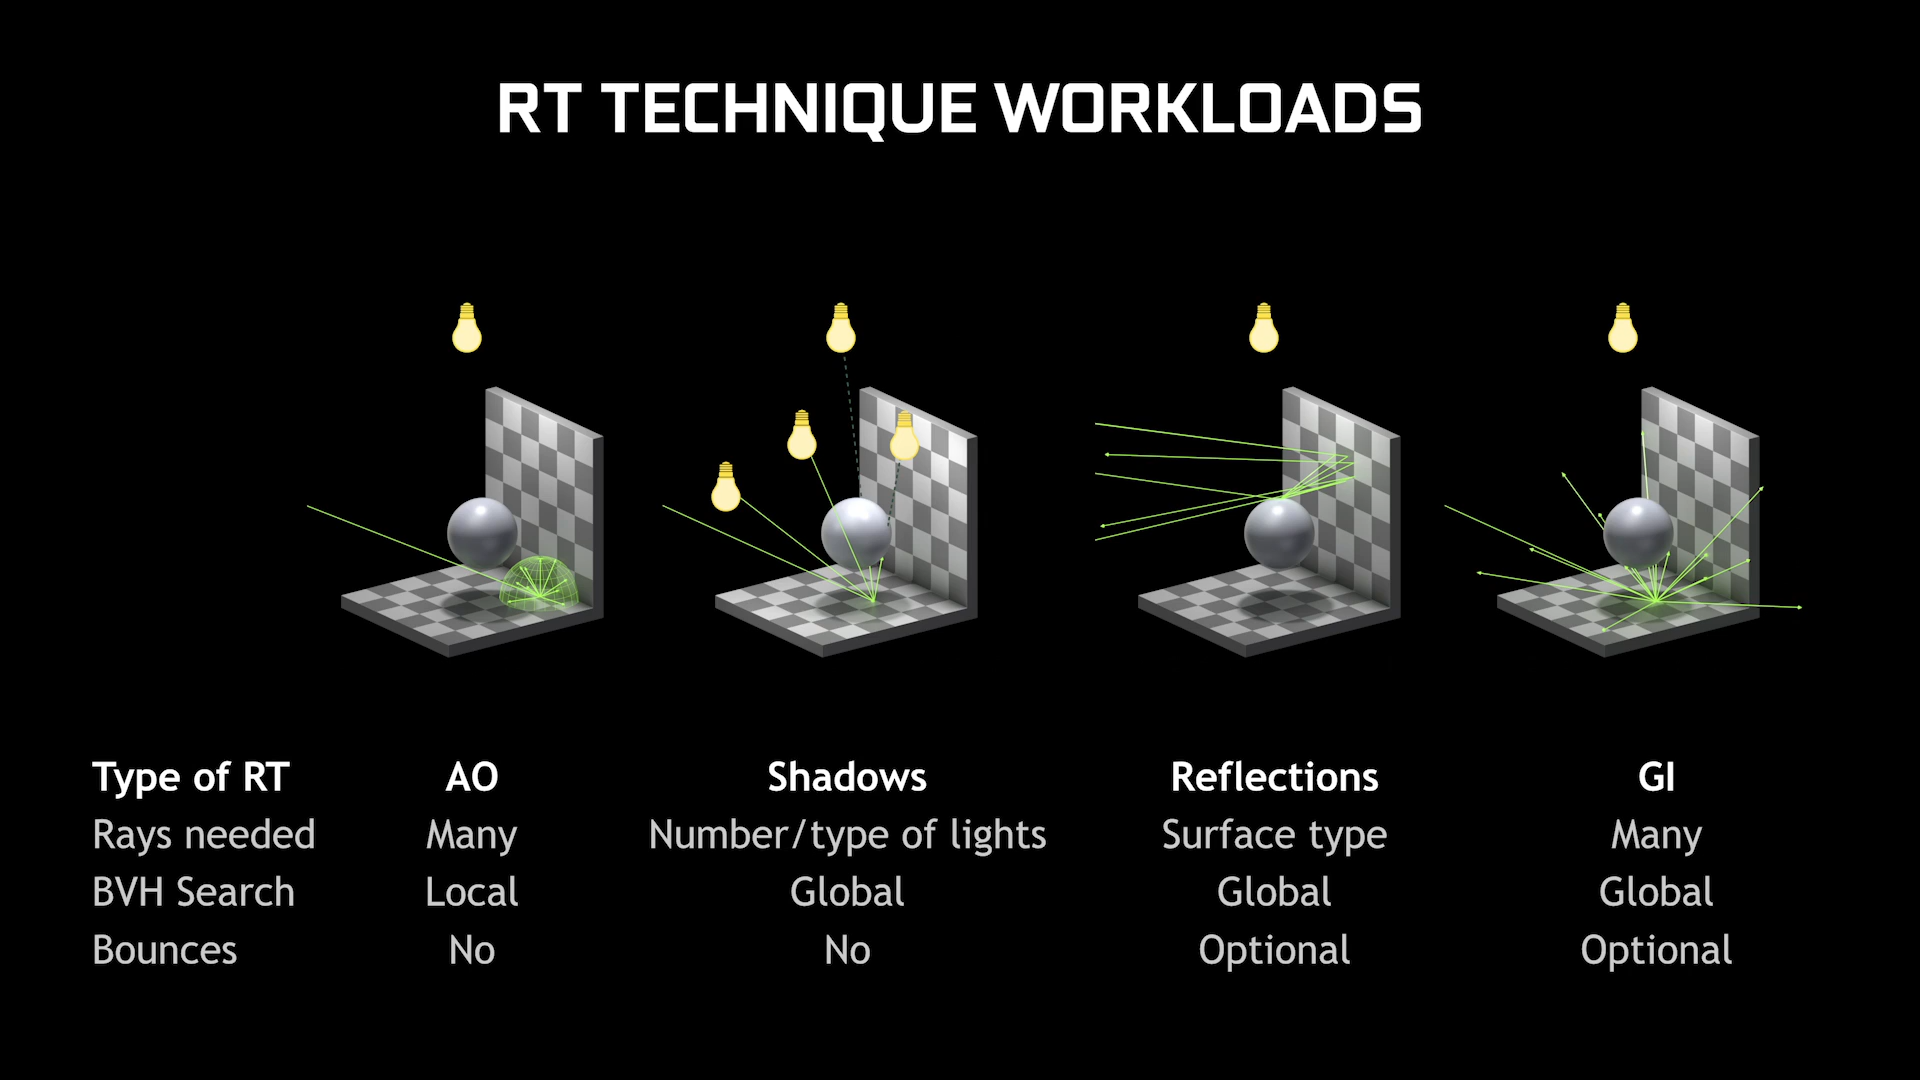 RT TECHNIQUE WORKLOADS
Type of RT AO Shadows Reflections GI
Rays needed Many Number/type of lights Surface type Many
BVH Search Local Global Global Global
Bounces No No Optional Optional